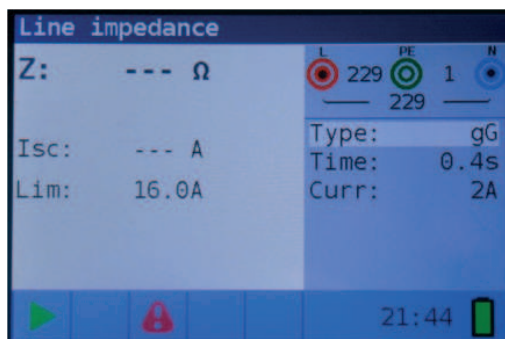 Line impedance
Z: --- Ω
Isc: --- A
Lim: 16.0A
L PE N
229 1
229
Type: gG
Time: 0.4s
Curr: 2A
21:44